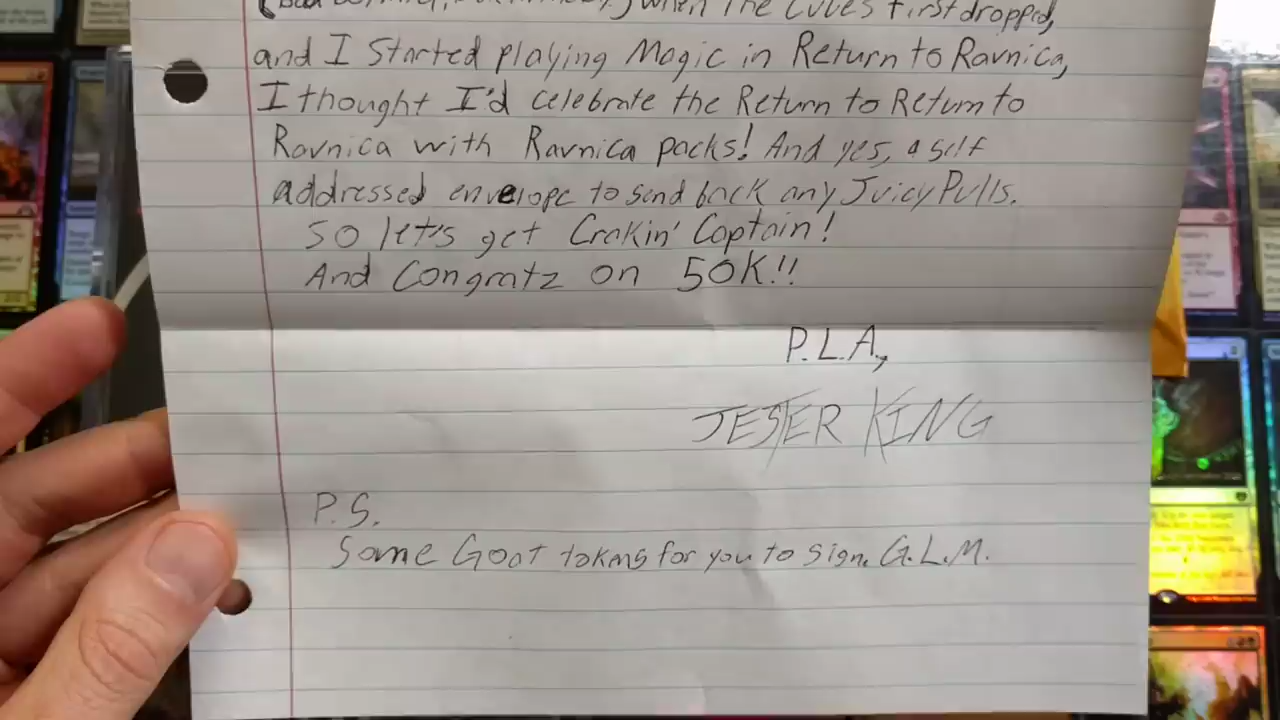 when the cubes first dropped,
and I Started playing Magic in Return to Ravnica,
I thought I'd celebrate the Return to Return to
Ravnica with Ravnica packs! And yes, a self
addressed envelope to send back any Juicy Pulls.
So let's get Crakin' Captain!
And Congratz on 50K!!
P.L.A.,
JESTER KING
P.S.
Some Goat tokens for you to sign. G.L.M.